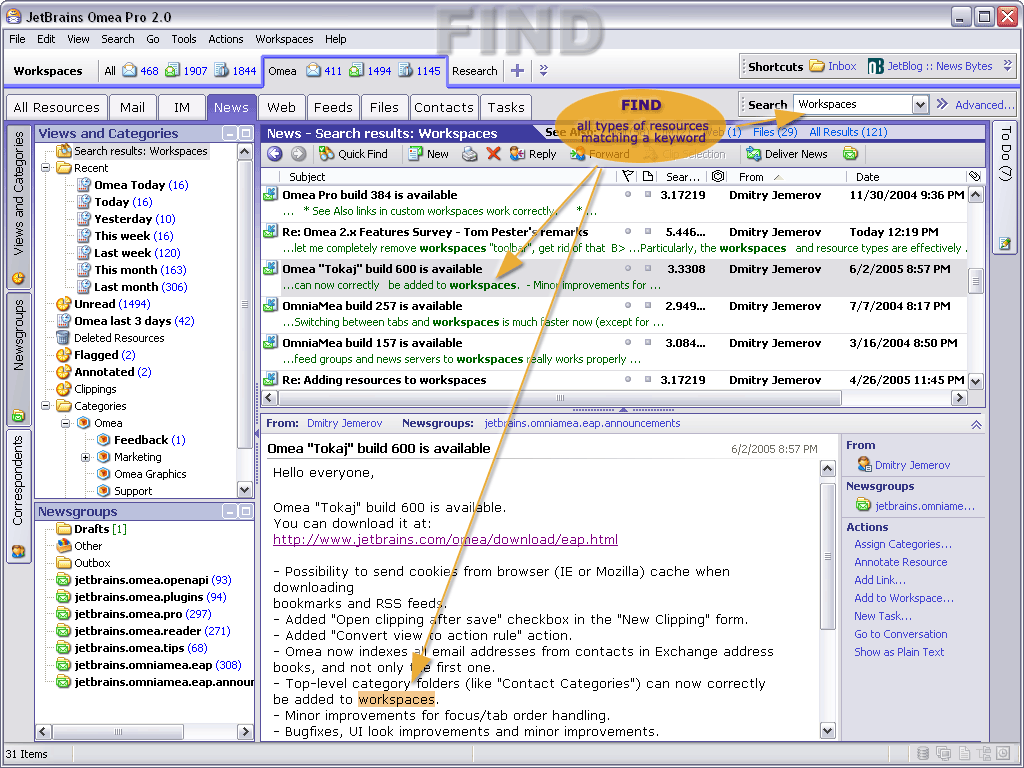 JetBrains Omea Pro 2.0
FIND
File Edit View Search Go Tools Actions Workspaces Help
Workspaces All 468 1907 1844 Omea 411 1494 1145 Research
Shortcuts Inbox JetBlog :: News Bytes
All Resources Mail IM News Web Feeds Files Contacts Tasks
Search Workspaces Advanced...
FIND
all types of resources
matching a keyword
Views and Categories
Newsgroups
Correspondents
Views and Categories
Search results: Workspaces
Recent
Omea Today (16)
Today (16)
Yesterday (10)
This week (16)
Last week (120)
This month (163)
Last month (306)
Unread (1494)
Omea last 3 days (42)
Deleted Resources
Flagged (2)
Annotated (2)
Clippings
Categories
Omea
Feedback (1)
Marketing
Omea Graphics
Support
Newsgroups
Drafts [1]
Other
Outbox
jetbrains.omea.openapi (93)
jetbrains.omea.plugins (94)
jetbrains.omea.pro (297)
jetbrains.omea.reader (271)
jetbrains.omea.tips (68)
jetbrains.omniamea.eap (308)
jetbrains.omniamea.eap.announ
News - Search results: Workspaces
See Also (1) Files (29) All Results (121)
Quick Find New Reply Forward Gap Selection Deliver News
Subject Sear... From Date
Omea Pro build 384 is available 3.17219 Dmitry Jemerov 11/30/2004 9:36 PM
... * See Also links in custom workspaces work correctly. * ...
Re: Omea 2.x Features Survey - Tom Pester's remarks 5.446... Dmitry Jemerov Today 12:19 PM
...let me completely remove workspaces "toolbar", get rid of that B> ...Particularly, the workspaces and resource types are effectively .
Omea "Tokaj" build 600 is available 3.3308 Dmitry Jemerov 6/2/2005 8:57 PM
...can now correctly be added to workspaces. - Minor improvements for ...
OmniaMea build 257 is available 2.949... Dmitry Jemerov 7/7/2004 8:17 PM
...Switching between tabs and workspaces is much faster now (except for ...
OmniaMea build 157 is available 3.084... Dmitry Jemerov 3/16/2004 8:50 PM
...feed groups and news servers to workspaces really works properly ...
Re: Adding resources to workspaces 3.17219 Dmitry Jemerov 4/26/2005 11:45 PM
From: Dmitry Jemerov Newsgroups: jetbrains.omniamea.eap.announcements
Omea "Tokaj" build 600 is available 6/2/2005 8:57 PM
Hello everyone,
Omea "Tokaj" build 600 is available.
You can download it at:
http://www.jetbrains.com/omea/download/eap.html
- Possibility to send cookies from browser (IE or Mozilla) cache when
downloading
bookmarks and RSS feeds.
- Added "Open clipping after save" checkbox in the "New Clipping" form.
- Added "Convert view to action rule" action.
- Omea now indexes all email addresses from contacts in Exchange address
books, and not only the first one.
- Top-level category folders (like "Contact Categories") can now correctly
be added to workspaces.
- Minor improvements for focus/tab order handling.
- Bugfixes, UI look improvements and minor improvements.
From
Dmitry Jemerov
Newsgroups
jetbrains.omniame...
Actions
Assign Categories...
Annotate Resource
Add Link...
Add to Workspace...
New Task...
Go to Conversation
Show as Plain Text
To Do (7)
31 Items